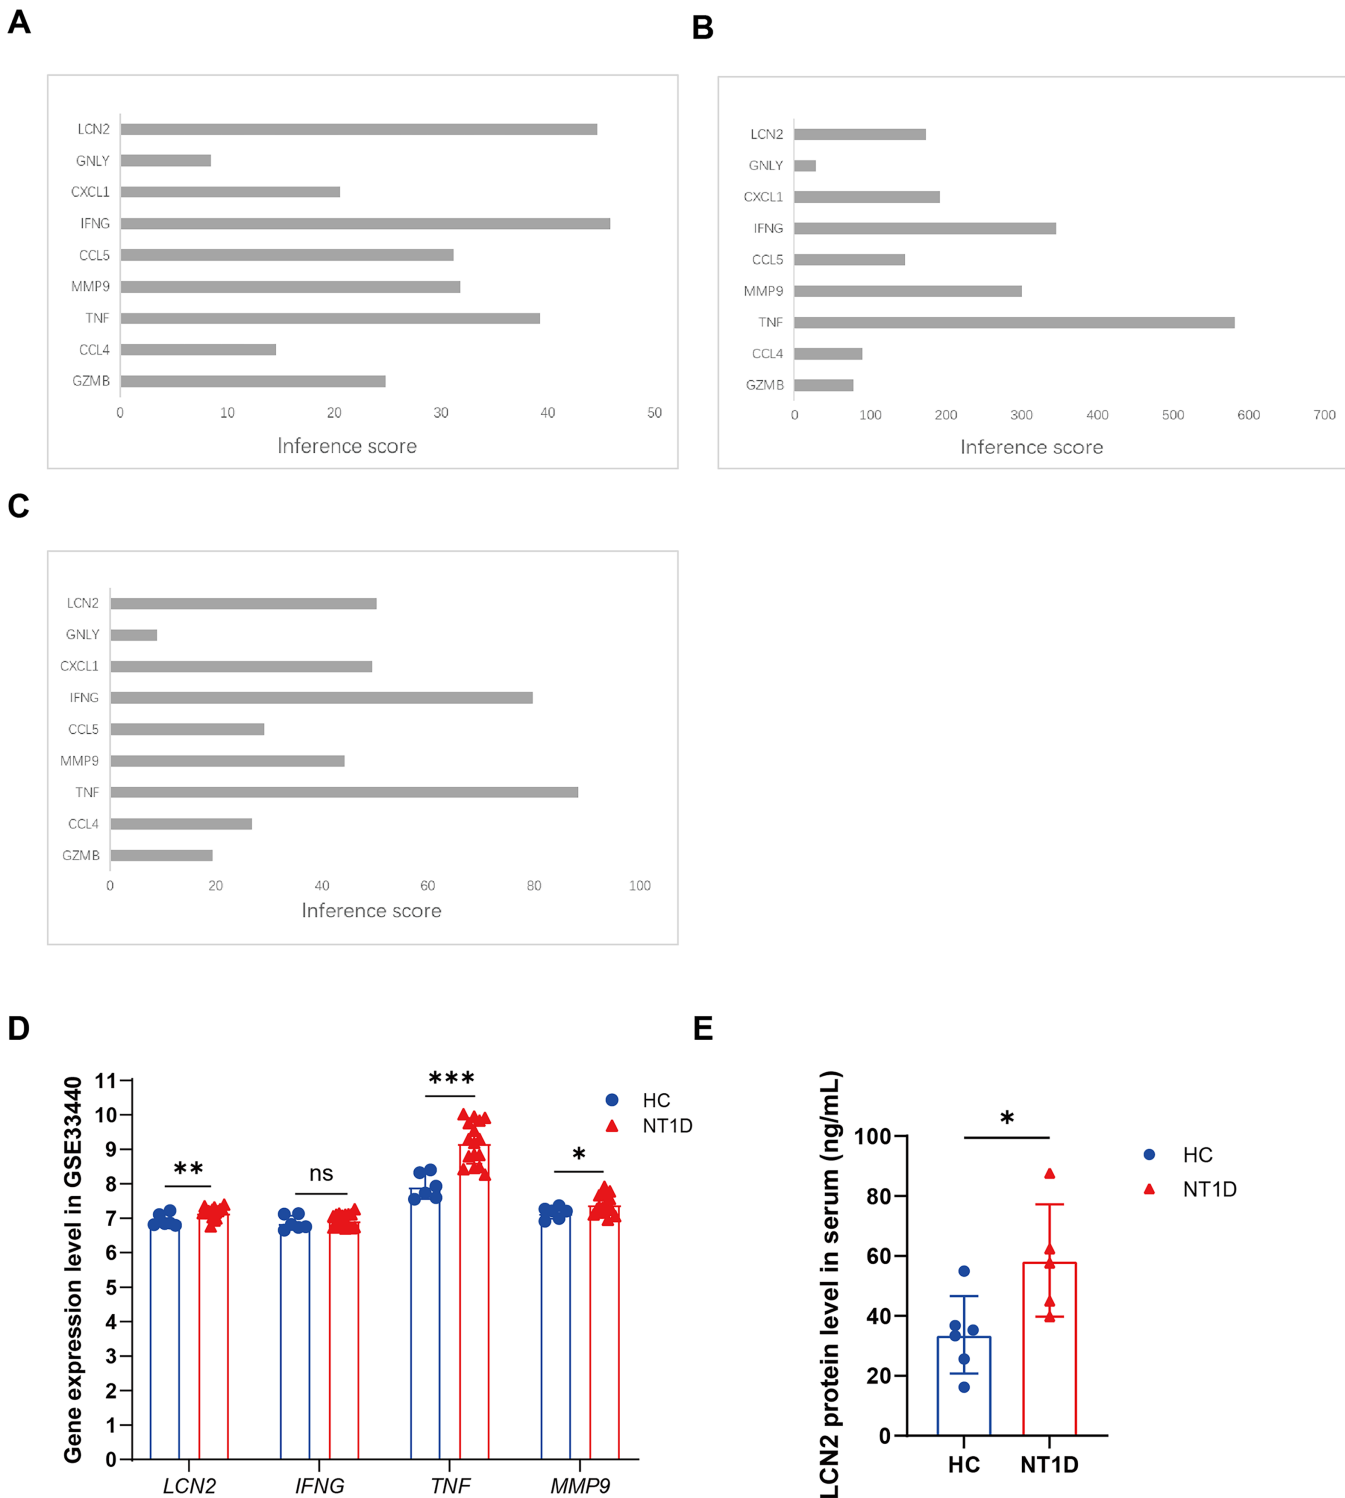 A
LCN2
GNLY
CXCL1
IFNG
CCL5
MMP9
TNF
CCL4
GZMB
0 10 20 30 40 50
Inference score
B
LCN2
GNLY
CXCL1
IFNG
CCL5
MMP9
TNF
CCL4
GZMB
0 100 200 300 400 500 600 700
Inference score
C
LCN2
GNLY
CXCL1
IFNG
CCL5
MMP9
TNF
CCL4
GZMB
0 20 40 60 80 100
Inference score
D
Gene expression level in GSE33440
11
10
9
8
7
6
5
4
3
2
1
0
**
ns
***
*
HC
NT1D
LCN2 IFNG TNF MMP9
E
LCN2 protein level in serum (ng/mL)
100
80
60
40
20
0
*
HC
NT1D
HC NT1D